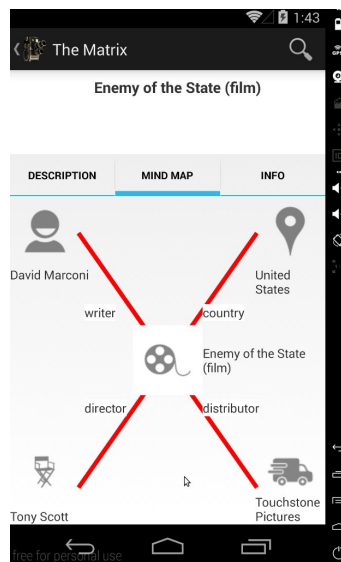 1:43
The Matrix
Enemy of the State (film)
DESCRIPTION
MIND MAP
INFO
David Marconi
United
States
writer
country
Enemy of the State
(film)
director
distributor
Tony Scott
Touchstone
Pictures
free for personal use